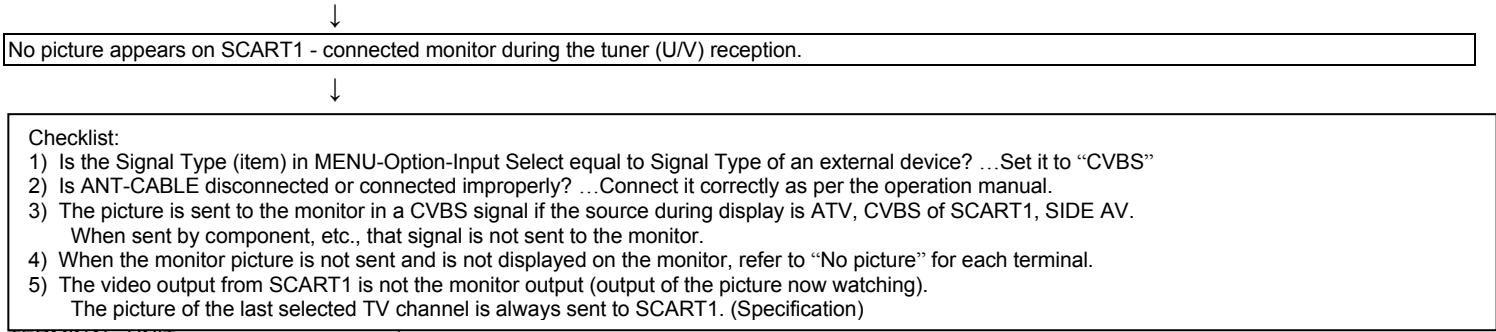 ↓
No picture appears on SCART1 - connected monitor during the tuner (U/V) reception.
↓
Checklist:
1) Is the Signal Type (item) in MENU-Option-Input Select equal to Signal Type of an external device? …Set it to “CVBS”
2) Is ANT-CABLE disconnected or connected improperly? …Connect it correctly as per the operation manual.
3) The picture is sent to the monitor in a CVBS signal if the source during display is ATV, CVBS of SCART1, SIDE AV.
When sent by component, etc., that signal is not sent to the monitor.
4) When the monitor picture is not sent and is not displayed on the monitor, refer to “No picture” for each terminal.
5) The video output from SCART1 is not the monitor output (output of the picture now watching).
The picture of the last selected TV channel is always sent to SCART1. (Specification)